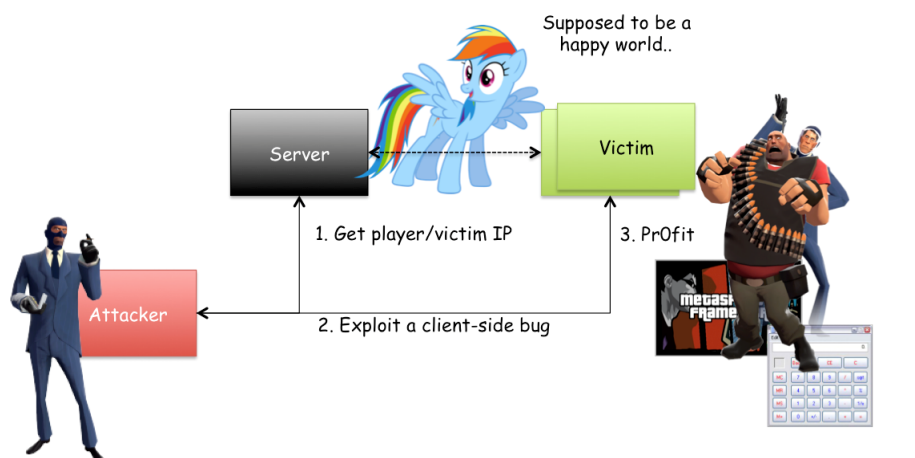 Supposed to be a
happy world..
Server
Victim
1. Get player/victim IP
3. Pr0fit
Attacker
2. Exploit a client-side bug
metas
FRAME